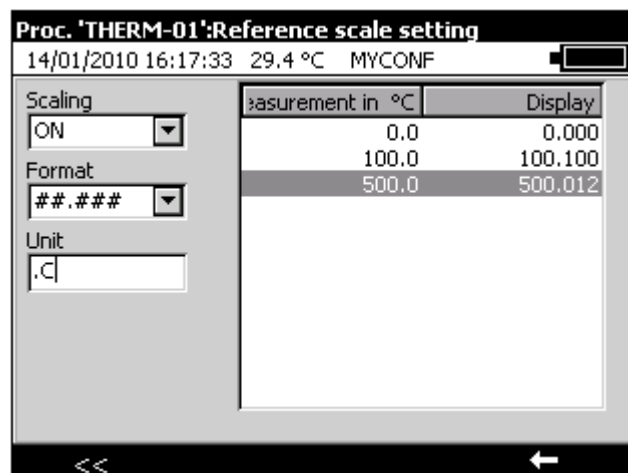 Proc. 'THERM-01':Reference scale setting
14/01/2010 16:17:33 29.4 °C MYCONF
Scaling
ON
Format
##.###
Unit
.C
easurement in °C Display
0.0 0.000
100.0 100.100
500.0 500.012
<<